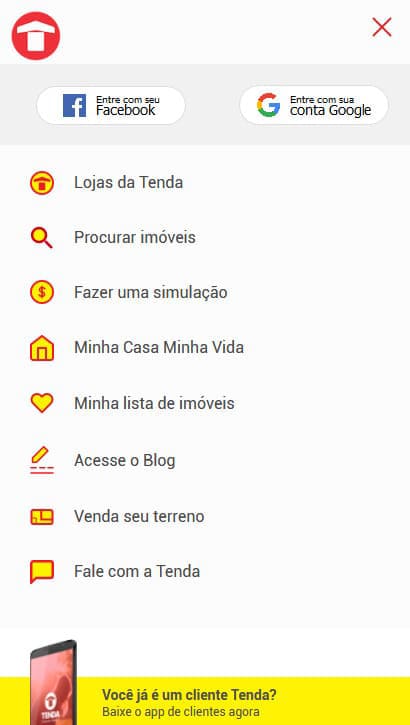 Entre com seu
Facebook
Entre com sua
conta Google
Lojas da Tenda
Procurar imóveis
$
Fazer uma simulação
Minha Casa Minha Vida
Minha lista de imóveis
Acesse o Blog
Venda seu terreno
Fale com a Tenda
TENDA
Você já é um cliente Tenda?
Baixe o app de clientes agora